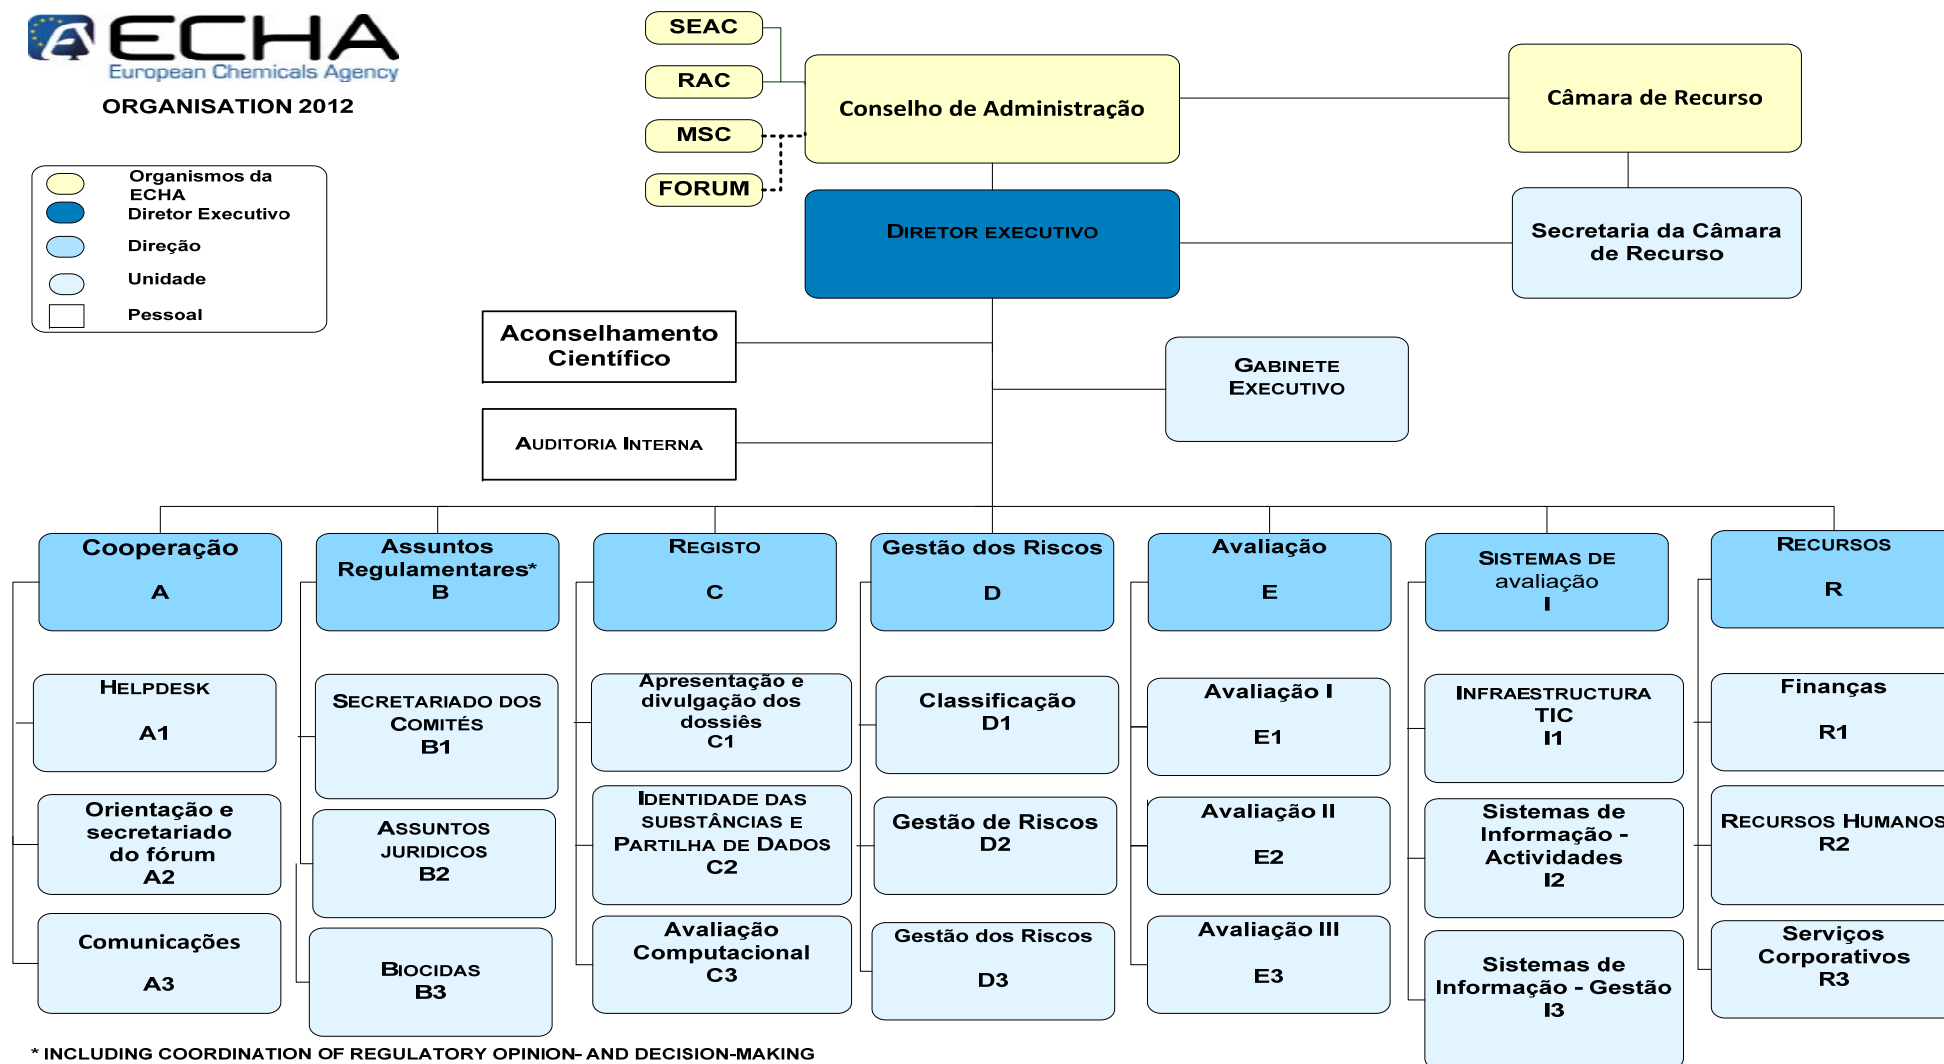 ECHA
European Chemicals Agency
ORGANISATION 2012
Organismos da
ECHA
Diretor Executivo
Direção
Unidade
Pessoal
SEAC
RAC
MSC
FORUM
Conselho de Administração
Câmara de Recurso
DIRETOR EXECUTIVO
Secretaria da Câmara
de Recurso
Aconselhamento
Científico
GABINETE
EXECUTIVO
AUDITORIA INTERNA
Cooperação
A
Assuntos
Regulamentares*
B
REGISTO
C
Gestão dos Riscos
D
Avaliação
E
SISTEMAS DE
avaliação
I
RECURSOS
R
HELPDESK
A1
SECRETARIADO DOS
COMITÉS
B1
Apresentação e
divulgação dos
dossiês
C1
Classificação
D1
Avaliação I
E1
INFRAESTRUCTURA
TIC
I1
Finanças
R1
Orientação e
secretariado
do fórum
A2
ASSUNTOS
JURIDICOS
B2
IDENTIDADE DAS
SUBSTÂNCIAS E
PARTILHA DE DADOS
C2
Gestão de Riscos
D2
Avaliação II
E2
Sistemas de
Informação -
Actividades
I2
RECURSOS HUMANOS
R2
Comunicações
A3
BIOCIDAS
B3
Avaliação
Computacional
C3
Gestão dos Riscos
D3
Avaliação III
E3
Sistemas de
Informação - Gestão
I3
Serviços
Corporativos
R3
* INCLUDING COORDINATION OF REGULATORY OPINION- AND DECISION-MAKING